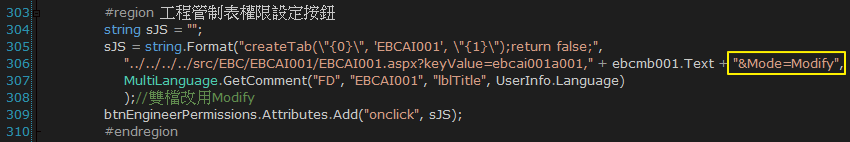 303 #region 工程管制表權限設定按鈕
304 string sJS = "";
305 sJS = string.Format("createTab(\"{0}\", 'EBCAI001', \"{1}\");return false;",
306 "../../../../src/EBC/EBCAI001/EBCAI001.aspx?keyValue=ebcai001a001," + ebcmb001.Text + "&Mode=Modify",
307 MultiLanguage.GetComment("FD", "EBCAI001", "lblTitle", UserInfo.Language)
308 );//雙檔改用Modify
309 btnEngineerPermissions.Attributes.Add("onclick", sJS);
310 #endregion